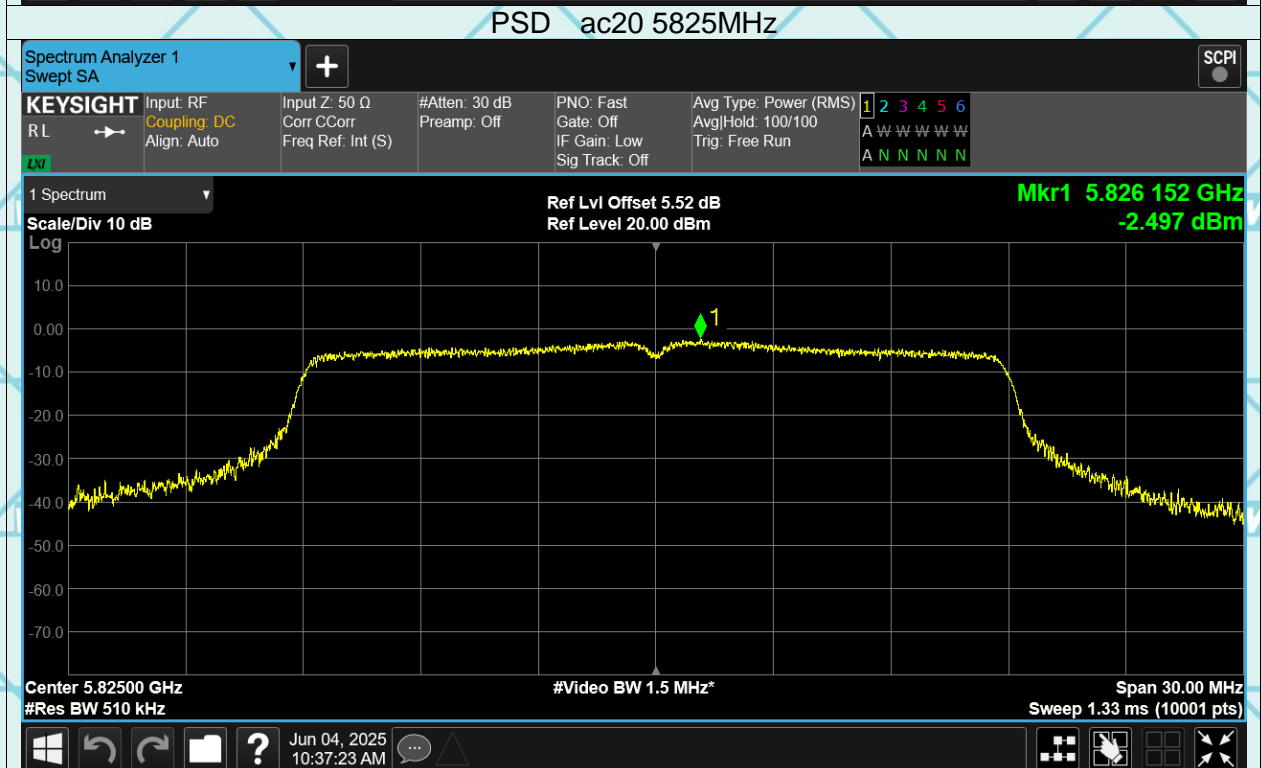 PSD ac20 5825MHz
Spectrum Analyzer 1
Swept SA
SCPI
KEYSIGHT
R L
LXI
Input: RF
Coupling: DC
Align: Auto
Input Z: 50 Ω
Corr CCorr
Freq Ref: Int (S)
#Atten: 30 dB
Preamp: Off
PNO: Fast
Gate: Off
IF Gain: Low
Sig Track: Off
Avg Type: Power (RMS)
Avg|Hold: 100/100
Trig: Free Run
1 2 3 4 5 6
A W W W W W
A N N N N N
1 Spectrum
Scale/Div 10 dB
Ref Lvl Offset 5.52 dB
Ref Level 20.00 dBm
Mkr1 5.826 152 GHz
-2.497 dBm
Log
10.0
0.00
-10.0
-20.0
-30.0
-40.0
-50.0
-60.0
-70.0
1
Center 5.82500 GHz
#Res BW 510 kHz
#Video BW 1.5 MHz*
Span 30.00 MHz
Sweep 1.33 ms (10001 pts)
?
Jun 04, 2025
10:37:23 AM